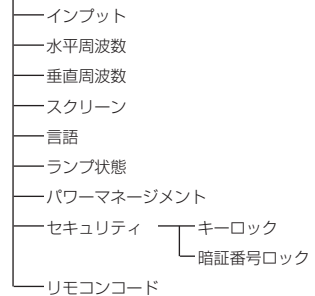 インプット
水平周波数
垂直周波数
スクリーン
言語
ランプ状態
パワーマネージメント
セキュリティ キーロック
暗証番号ロック
リモコンコード